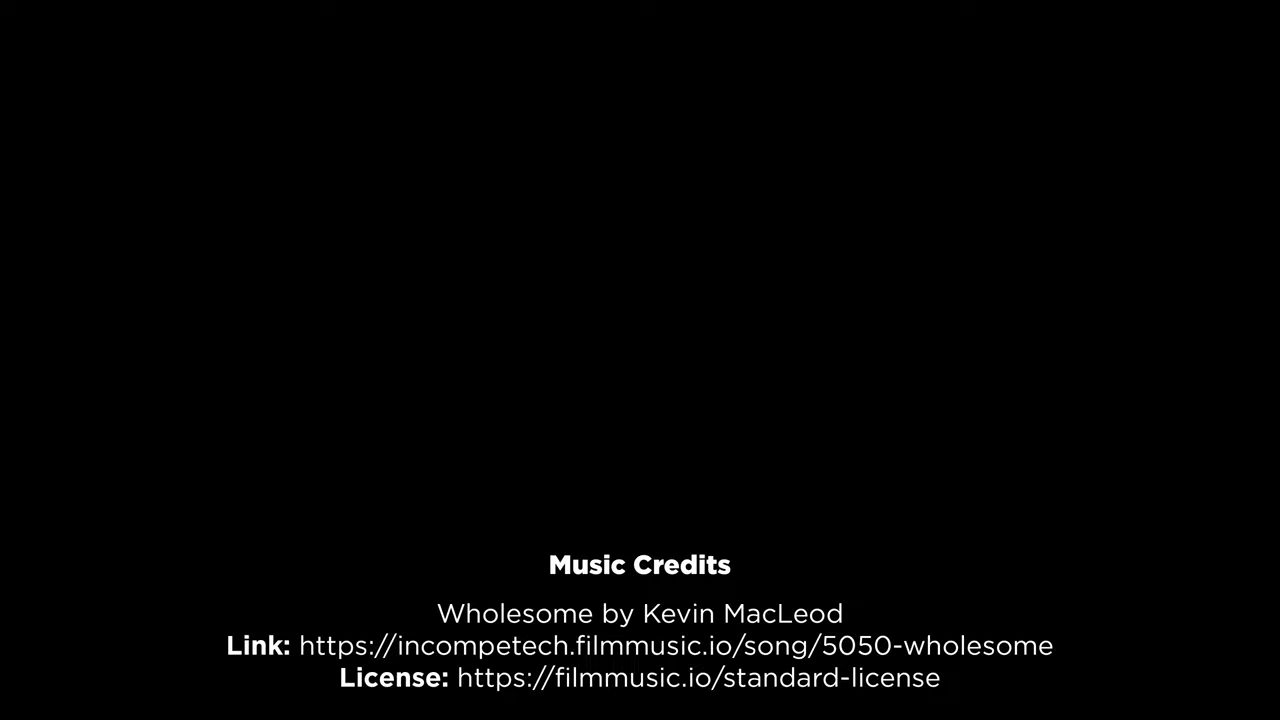 Music Credits
Wholesome by Kevin MacLeod
Link: https://incompetech.filmmusic.io/song/5050-wholesome
License: https://filmmusic.io/standard-license